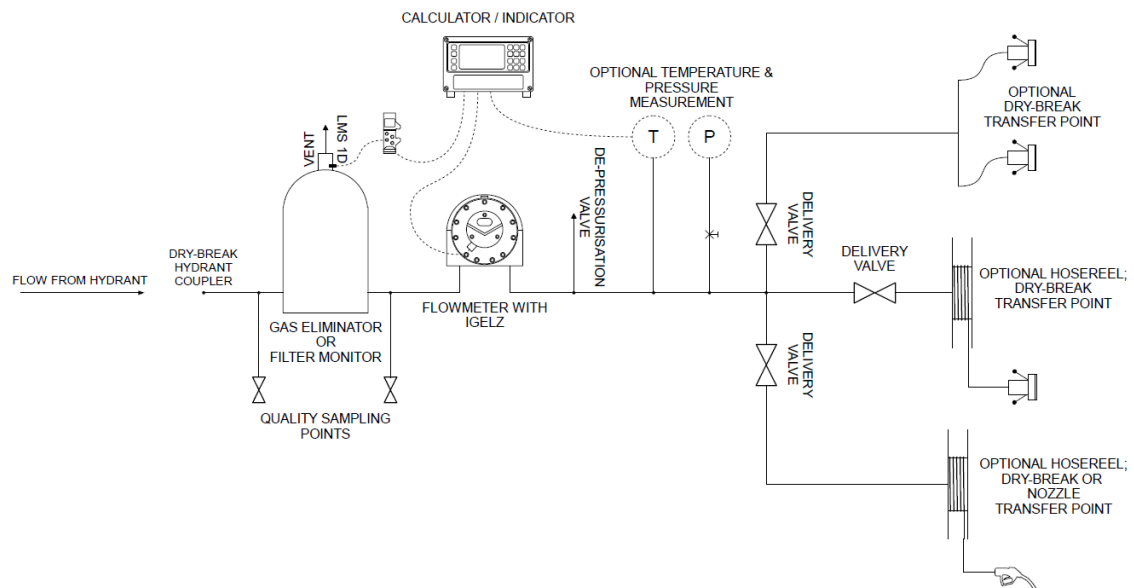 CALCULATOR / INDICATOR
OPTIONAL TEMPERATURE &
PRESSURE
MEASUREMENT
T
P
OPTIONAL
DRY-BREAK
TRANSFER POINT
VENT
LMS 1D
DE-PRESSURISATION
VALVE
DELIVERY
VALVE
DELIVERY
VALVE
FLOW FROM HYDRANT
DRY-BREAK
HYDRANT
COUPLER
OPTIONAL HOSEREEL;
DRY-BREAK
TRANSFER POINT
FLOWMETER WITH
IGELZ
GAS ELIMINATOR
OR
FILTER MONITOR
DELIVERY
VALVE
QUALITY SAMPLING
POINTS
OPTIONAL HOSEREEL;
DRY-BREAK OR
NOZZLE
TRANSFER POINT